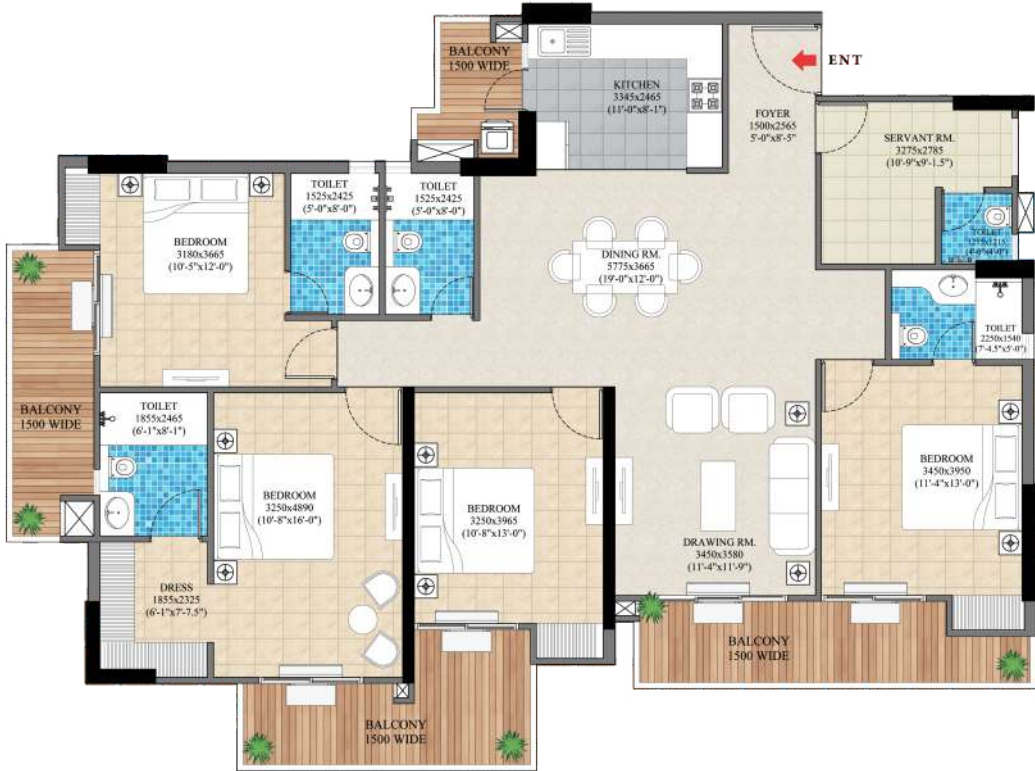 BALCONY
1500 WIDE
KITCHEN
3345x2465
(11'-0"x8'-1")
ENT
FOYER
1500x2565
5'-0"x8'-5"
SERVANT RM.
3275x2785
(10'-9"x9'-1.5")
TOILET
1525x2425
(5'-0"x8'-0")
TOILET
1525x2425
(5'-0"x8'-0")
BEDROOM
3180x3665
(10'-5"x12'-0")
DINING RM.
5775x3665
(19'-0"x12'-0")
TOILET
1215x1215
(4'-0"x4'-0")
TOILET
2250x1540
(7'-4.5"x5'-0")
BALCONY
1500 WIDE
TOILET
1855x2465
(6'-1"x8'-1")
BEDROOM
3250x4890
(10'-8"x16'-0")
BEDROOM
3250x3965
(10'-8"x13'-0")
BEDROOM
3450x3950
(11'-4"x13'-0")
DRAWING RM.
3450x3580
(11'-4"x11'-9")
DRESS
1855x2325
(6'-1"x7'-7.5")
BALCONY
1500 WIDE
BALCONY
1500 WIDE